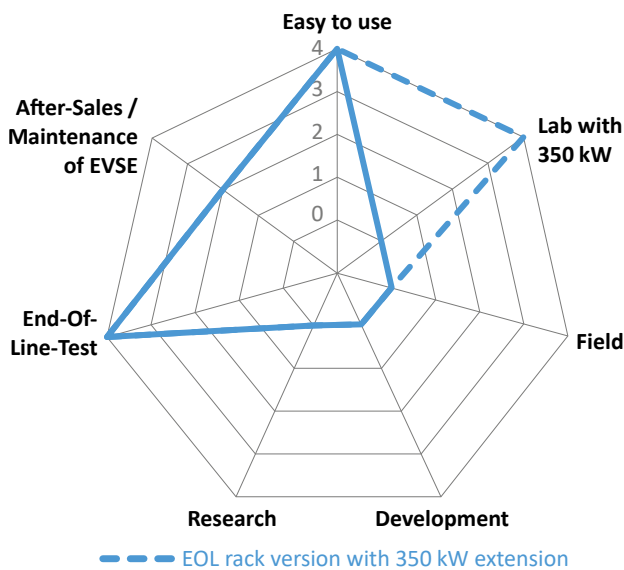 Easy to use
4
3
2
1
0
After-Sales /
Maintenance
of EVSE
Lab with
350 kW
End-Of-
Line-Test
Field
Research
Development
EOL rack version with 350 kW extension